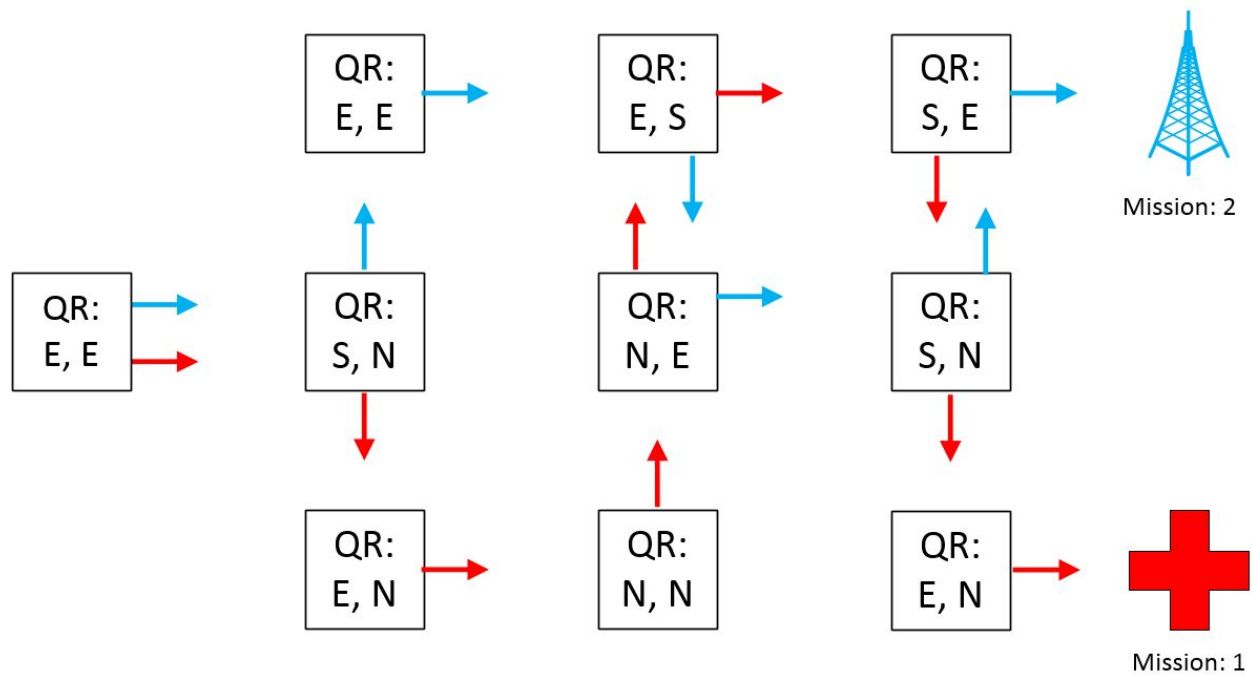 QR:
E, E
QR:
E, S
QR:
S, E
Mission: 2
QR:
E, E
QR:
S, N
QR:
N, E
QR:
S, N
QR:
E, N
QR:
N, N
QR:
E, N
Mission: 1